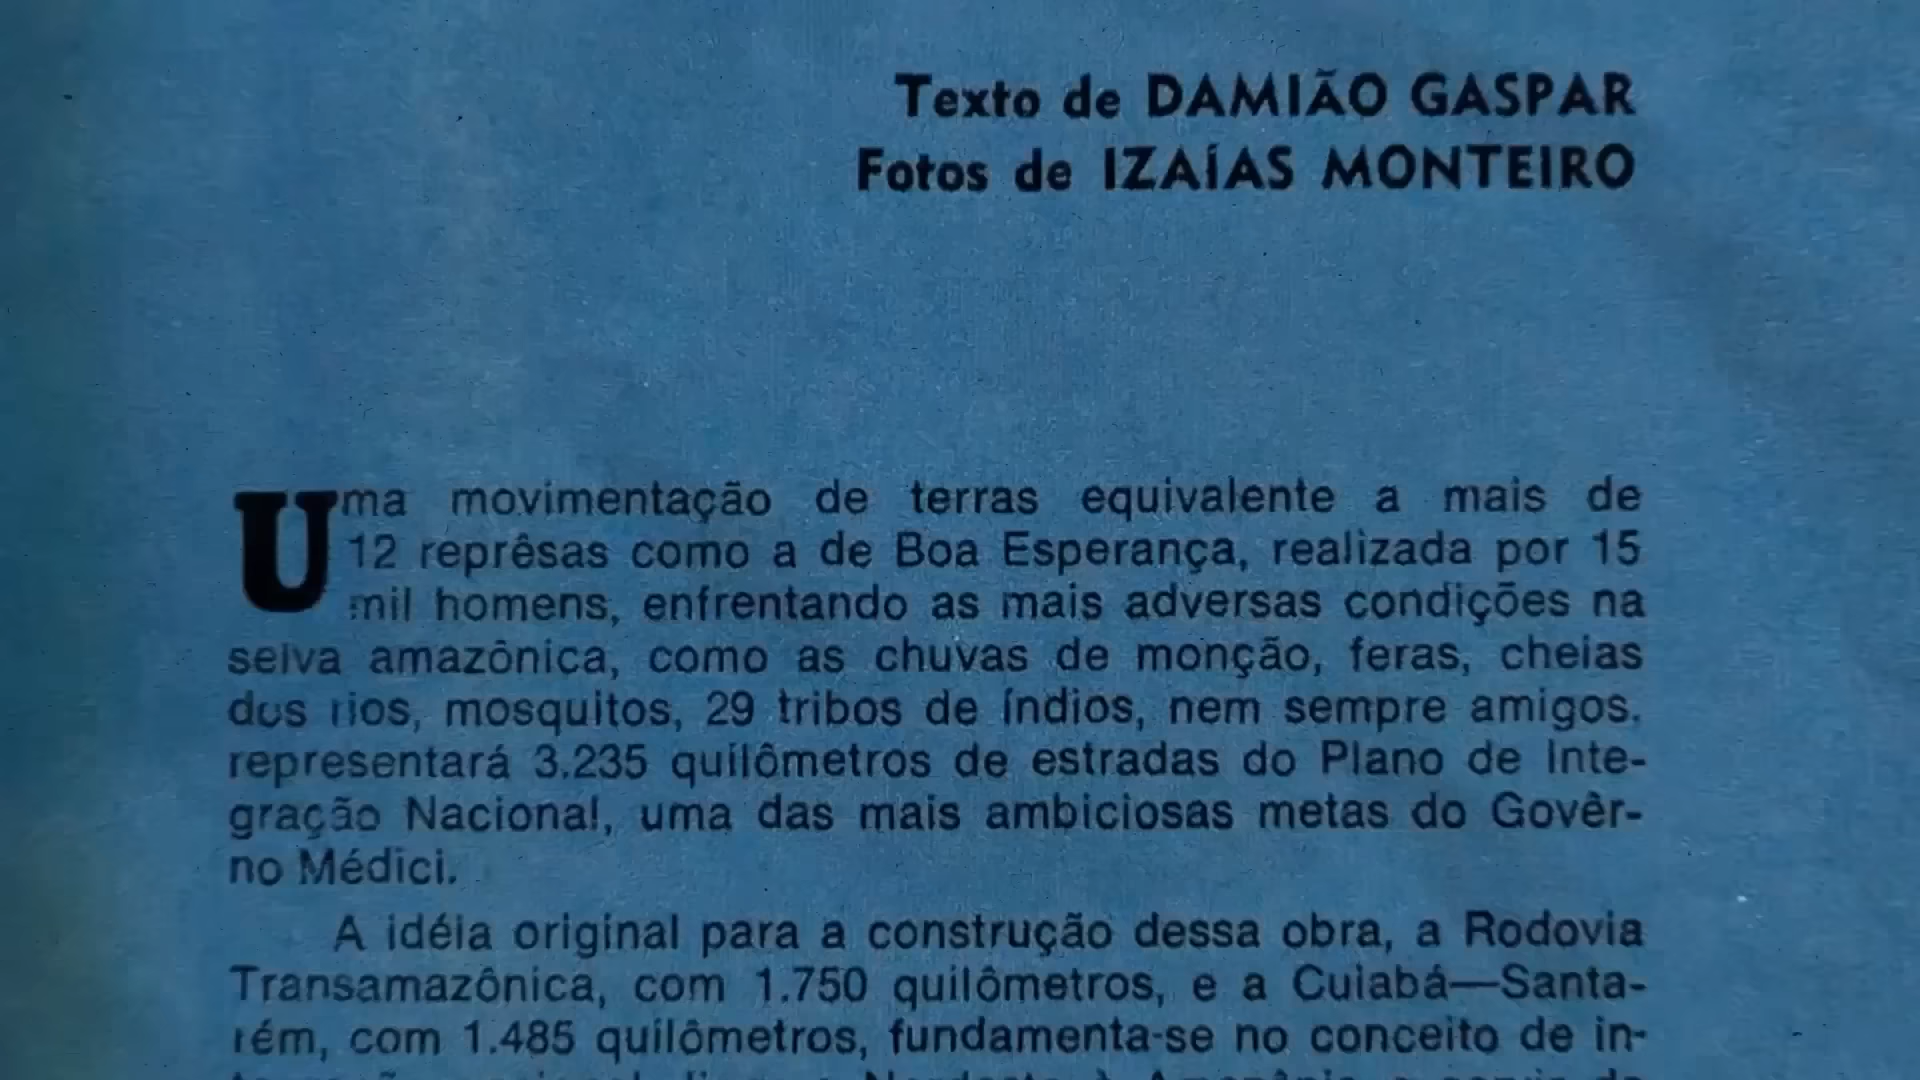 Texto de DAMIÃO GASPAR
Fotos de IZAÍAS MONTEIRO
Uma movimentação de terras equivalente a mais de
12 reprêsas como a de Boa Esperança, realizada por 15
mil homens, enfrentando as mais adversas condições na
selva amazônica, como as chuvas de monção, feras, cheias
dos rios, mosquitos, 29 tribos de índios, nem sempre amigos,
representará 3.235 quilômetros de estradas do Plano de Inte-
gração Nacional, uma das mais ambiciosas metas do Govêr-
no Médici.
A idéia original para a construção dessa obra, a Rodovia
Transamazônica, com 1.750 quilômetros, e a Cuiabá—Santa-
rém, com 1.485 quilômetros, fundamenta-se no conceito de in-